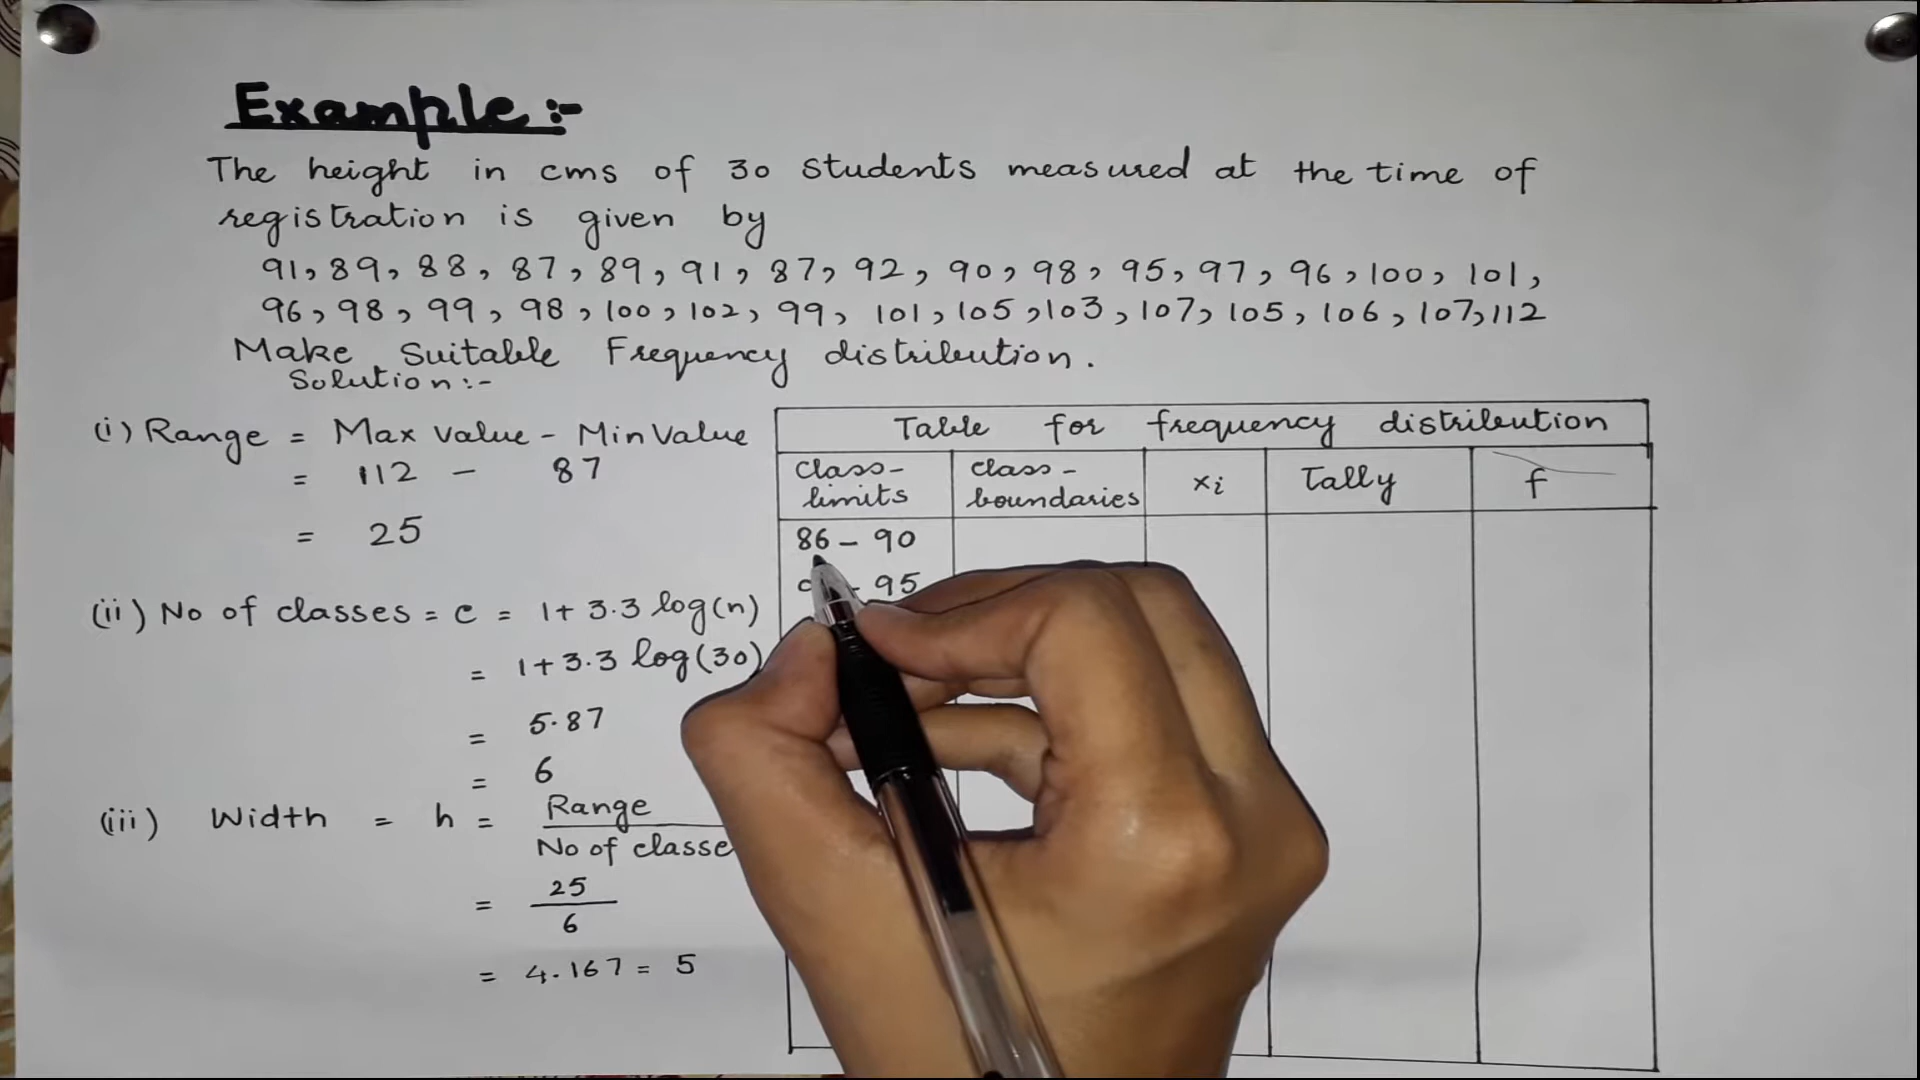 Example:-
The height in cms of 30 students measured at the time of
registration is given by
91, 89, 88, 87, 89, 91, 87, 92, 90, 98, 95, 97, 96, 100, 101,
96, 98, 99, 98, 100, 102, 99, 101, 105, 103, 107, 105, 106, 107, 112
Make Suitable Frequency distribution.
Solution:-
(i) Range = Max value - Min Value
= 112 - 87
= 25
(ii) No of classes = c = 1+ 3.3 log(n)
= 1+3.3 log(30)
= 5.87
= 6
(iii) Width = h = Range
No of classe
= 25
6
= 4.167 = 5
Table for frequency distribution
class-
limits
class-
boundaries
xi
Tally
f
86 - 90
- 95